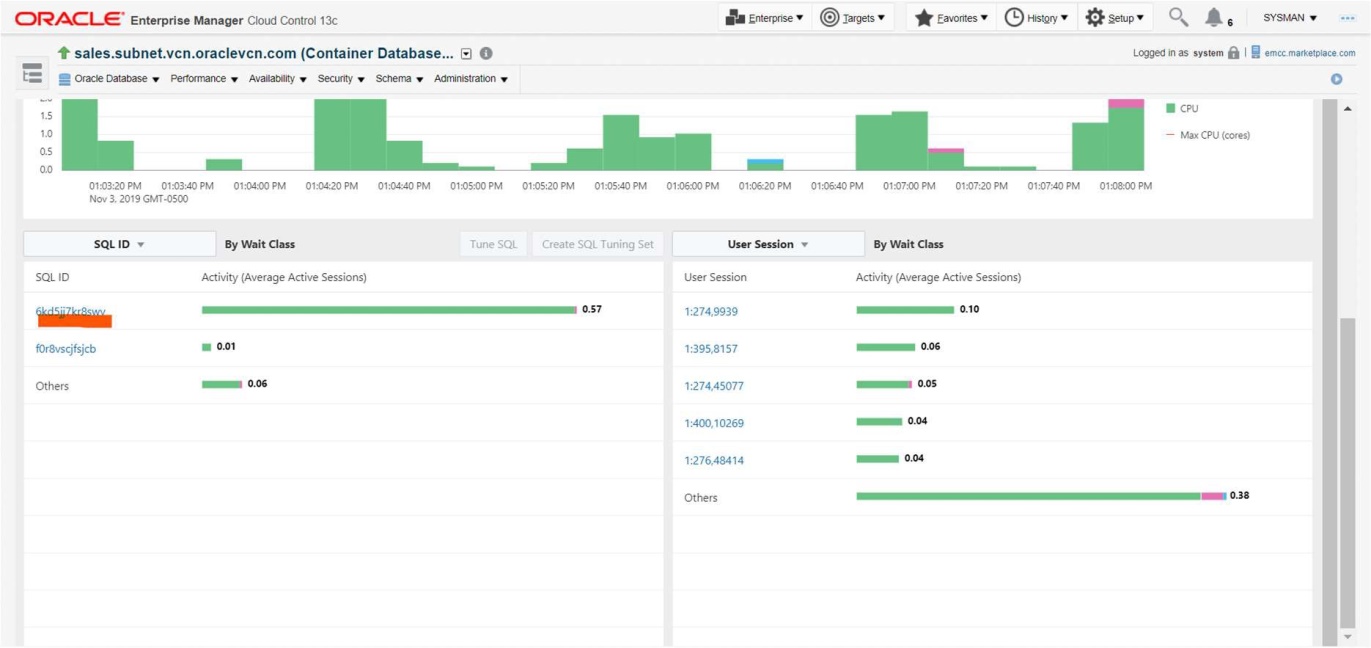 ORACLE Enterprise Manager Cloud Control 13c Enterprise Targets Favorites History Setup 6 SYSMAN
sales.subnet.vcn.oraclevcn.com (Container Database...
Logged in as system emcc.marketplace.com
Oracle Database Performance Availability Security Schema Administration
2.0
1.5
1.0
0.5
0.0
CPU
Max CPU (cores)
01:03:20 PM 01:03:40 PM 01:04:00 PM 01:04:20 PM 01:04:40 PM 01:05:00 PM 01:05:20 PM 01:05:40 PM 01:06:00 PM 01:06:20 PM 01:06:40 PM 01:07:00 PM 01:07:20 PM 01:07:40 PM 01:08:00 PM
Nov 3, 2019 GMT-0500
SQL ID By Wait Class Tune SQL Create SQL Tuning Set
SQL ID Activity (Average Active Sessions)
6kd5jj7kr8swv 0.57
f0r8vscjfsjcb 0.01
Others 0.06
User Session By Wait Class
User Session Activity (Average Active Sessions)
1:274,9939 0.10
1:395,8157 0.06
1:274,45077 0.05
1:400,10269 0.04
1:276,48414 0.04
Others 0.38